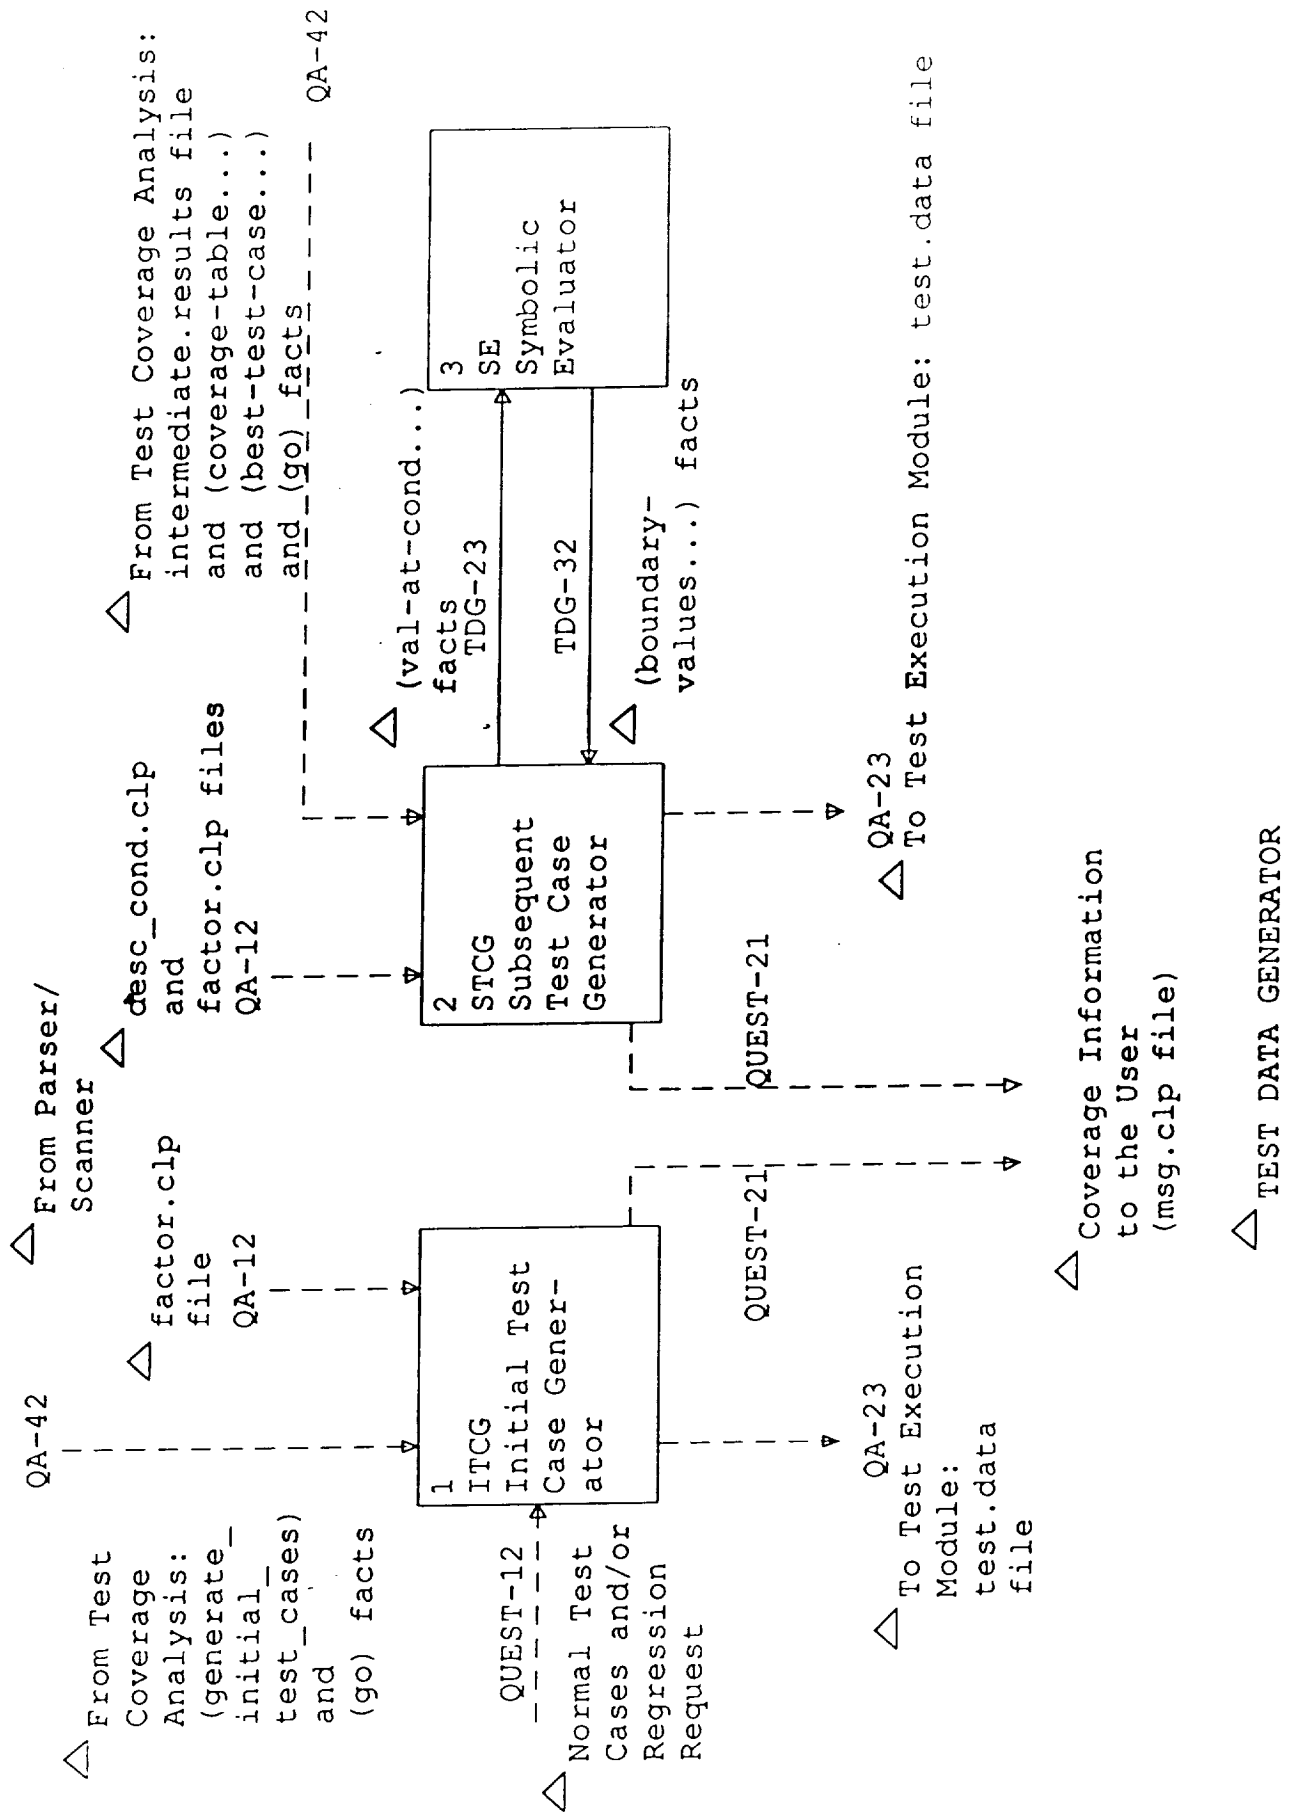 From Test
Coverage
Analysis:
(generate_
initial_
test_cases)
and
(go) facts
QA-42
From Parser/
Scanner
factor.clp
file
QA-12
desc_cond.clp
and
factor.clp files
QA-12
From Test Coverage Analysis:
intermediate.results file
and (coverage-table...)
and (best-test-case...)
and (go) facts
QA-42
QUEST-12
Normal Test
Cases and/or
Regression
Request
1
ITCG
Initial Test
Case Gener-
ator
2
STCG
Subsequent
Test Case
Generator
(val-at-cond...)
facts
TDG-23
TDG-32
(boundary-
values...) facts
3
SE
Symbolic
Evaluator
QA-23
To Test Execution
Module:
test.data
file
QUEST-21
QUEST-21
QA-23
To Test Execution Module: test.data file
Coverage Information
to the User
(msg.clp file)
TEST DATA GENERATOR